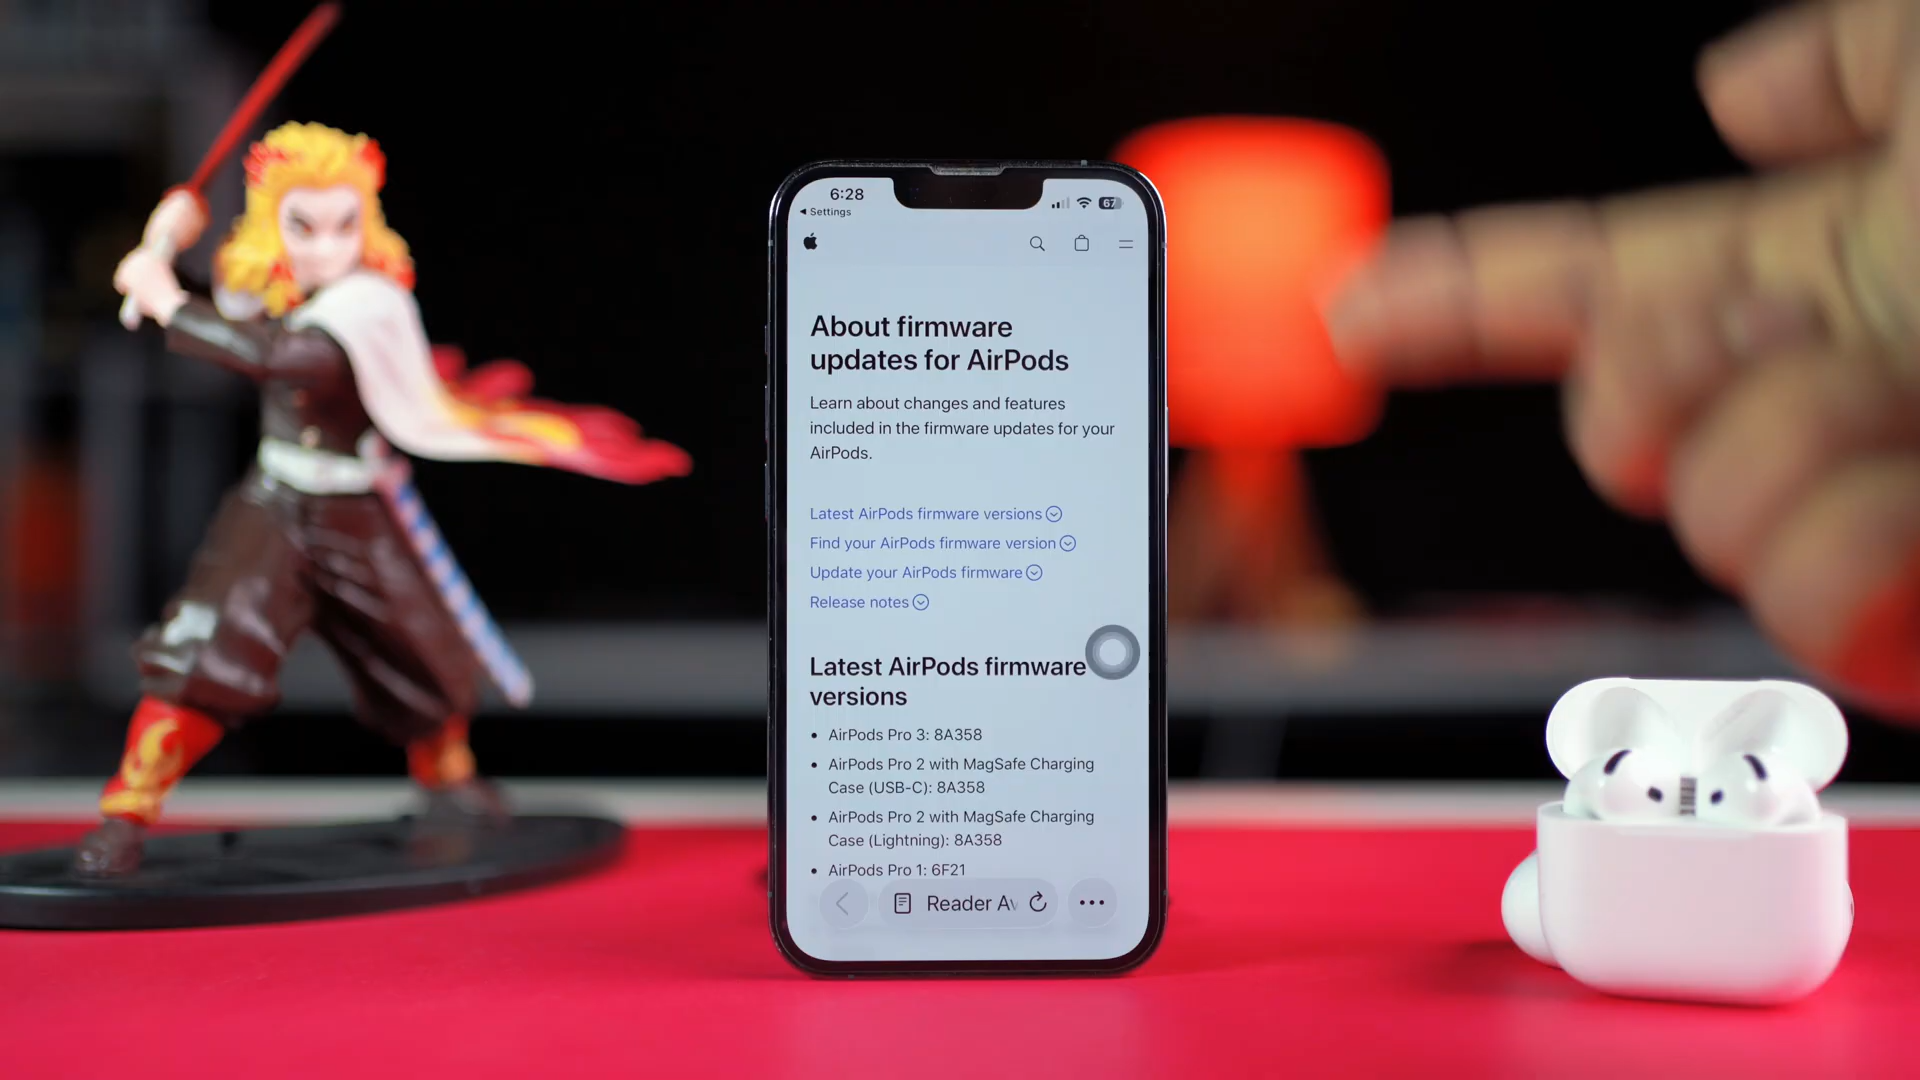 6:28
67
◀ Settings
About firmware
updates for AirPods
Learn about changes and features
included in the firmware updates for your
AirPods.
Latest AirPods firmware versions
Find your AirPods firmware version
Update your AirPods firmware
Release notes
Latest AirPods firmware
versions
• AirPods Pro 3: 8A358
• AirPods Pro 2 with MagSafe Charging
Case (USB-C): 8A358
• AirPods Pro 2 with MagSafe Charging
Case (Lightning): 8A358
• AirPods Pro 1: 6F21
Reader Av